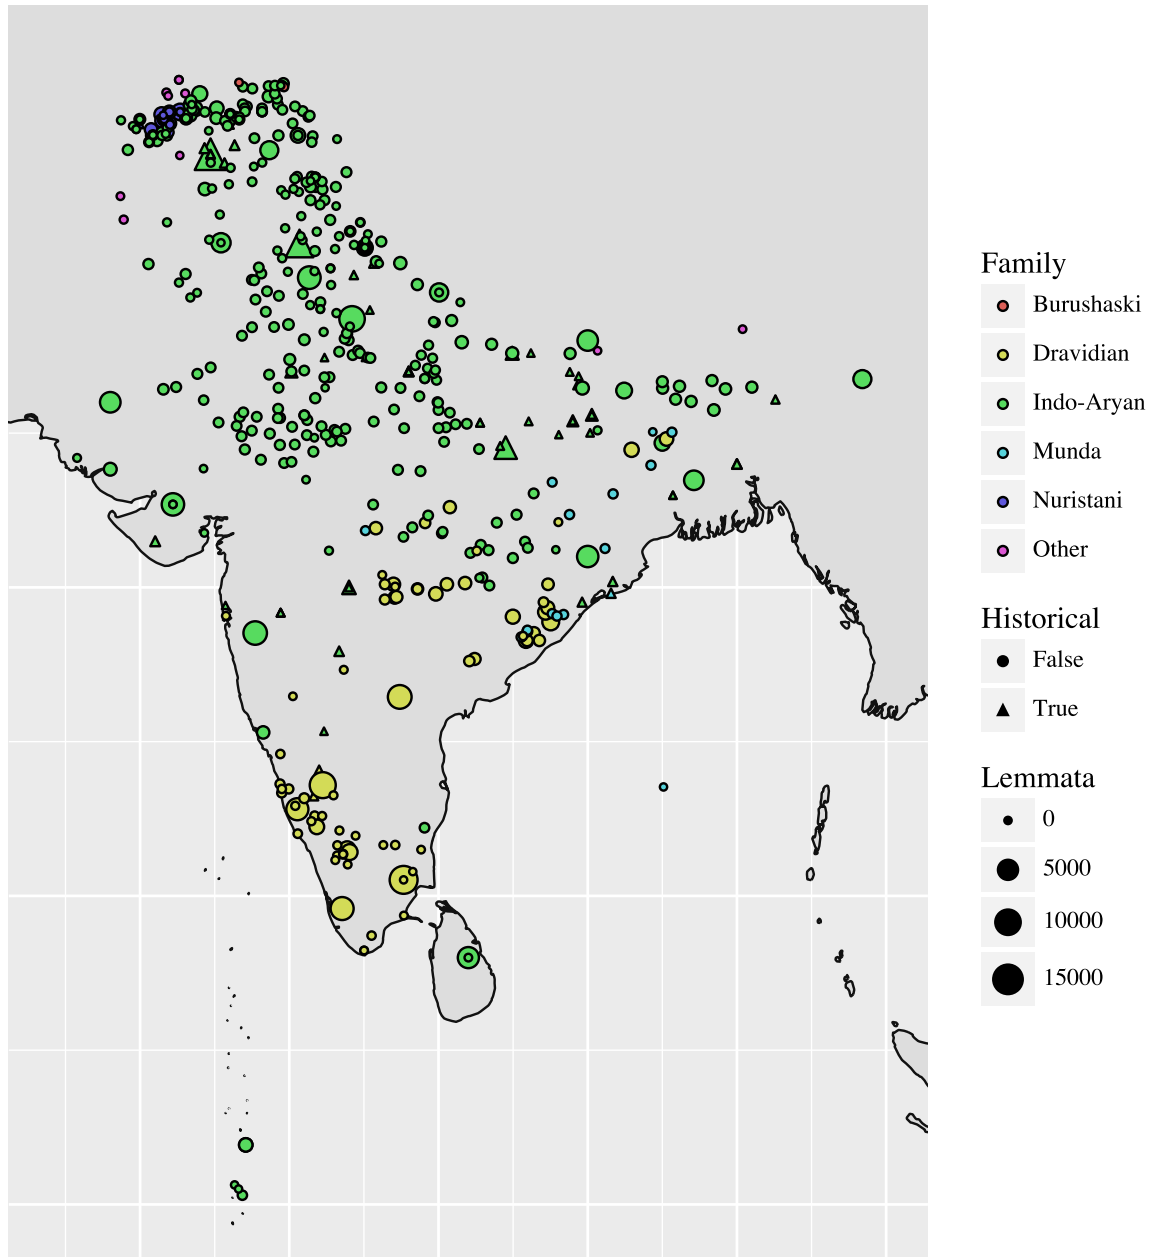 Family
Burushaski
Dravidian
Indo-Aryan
Munda
Nuristani
Other
Historical
False
True
Lemmata
0
5000
10000
15000